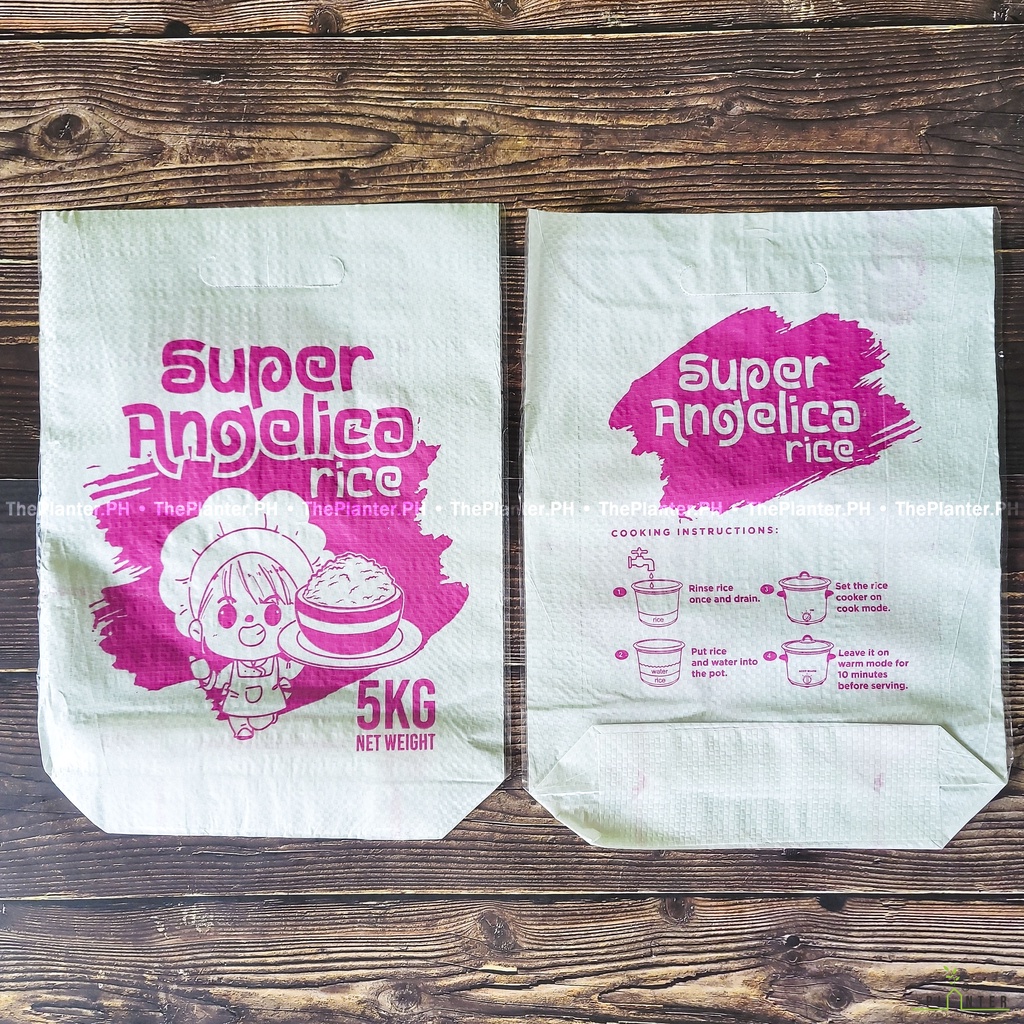 Super
Angelica
rice
5KG
NET WEIGHT
Super
Angelica
rice
COOKING INSTRUCTIONS:
1
rice
Rinse rice
once and drain.
2
water
rice
Put rice
and water into
the pot.
3
Set the rice
cooker on
cook mode.
4
Leave it on
warm mode for
10 minutes
before serving.
ThePlanter.PH • ThePlanter.PH • ThePlanter.PH • ThePlanter.PH • ThePlanter.PH • ThePlanter.PH • ThePlanter.PH
PLANTER